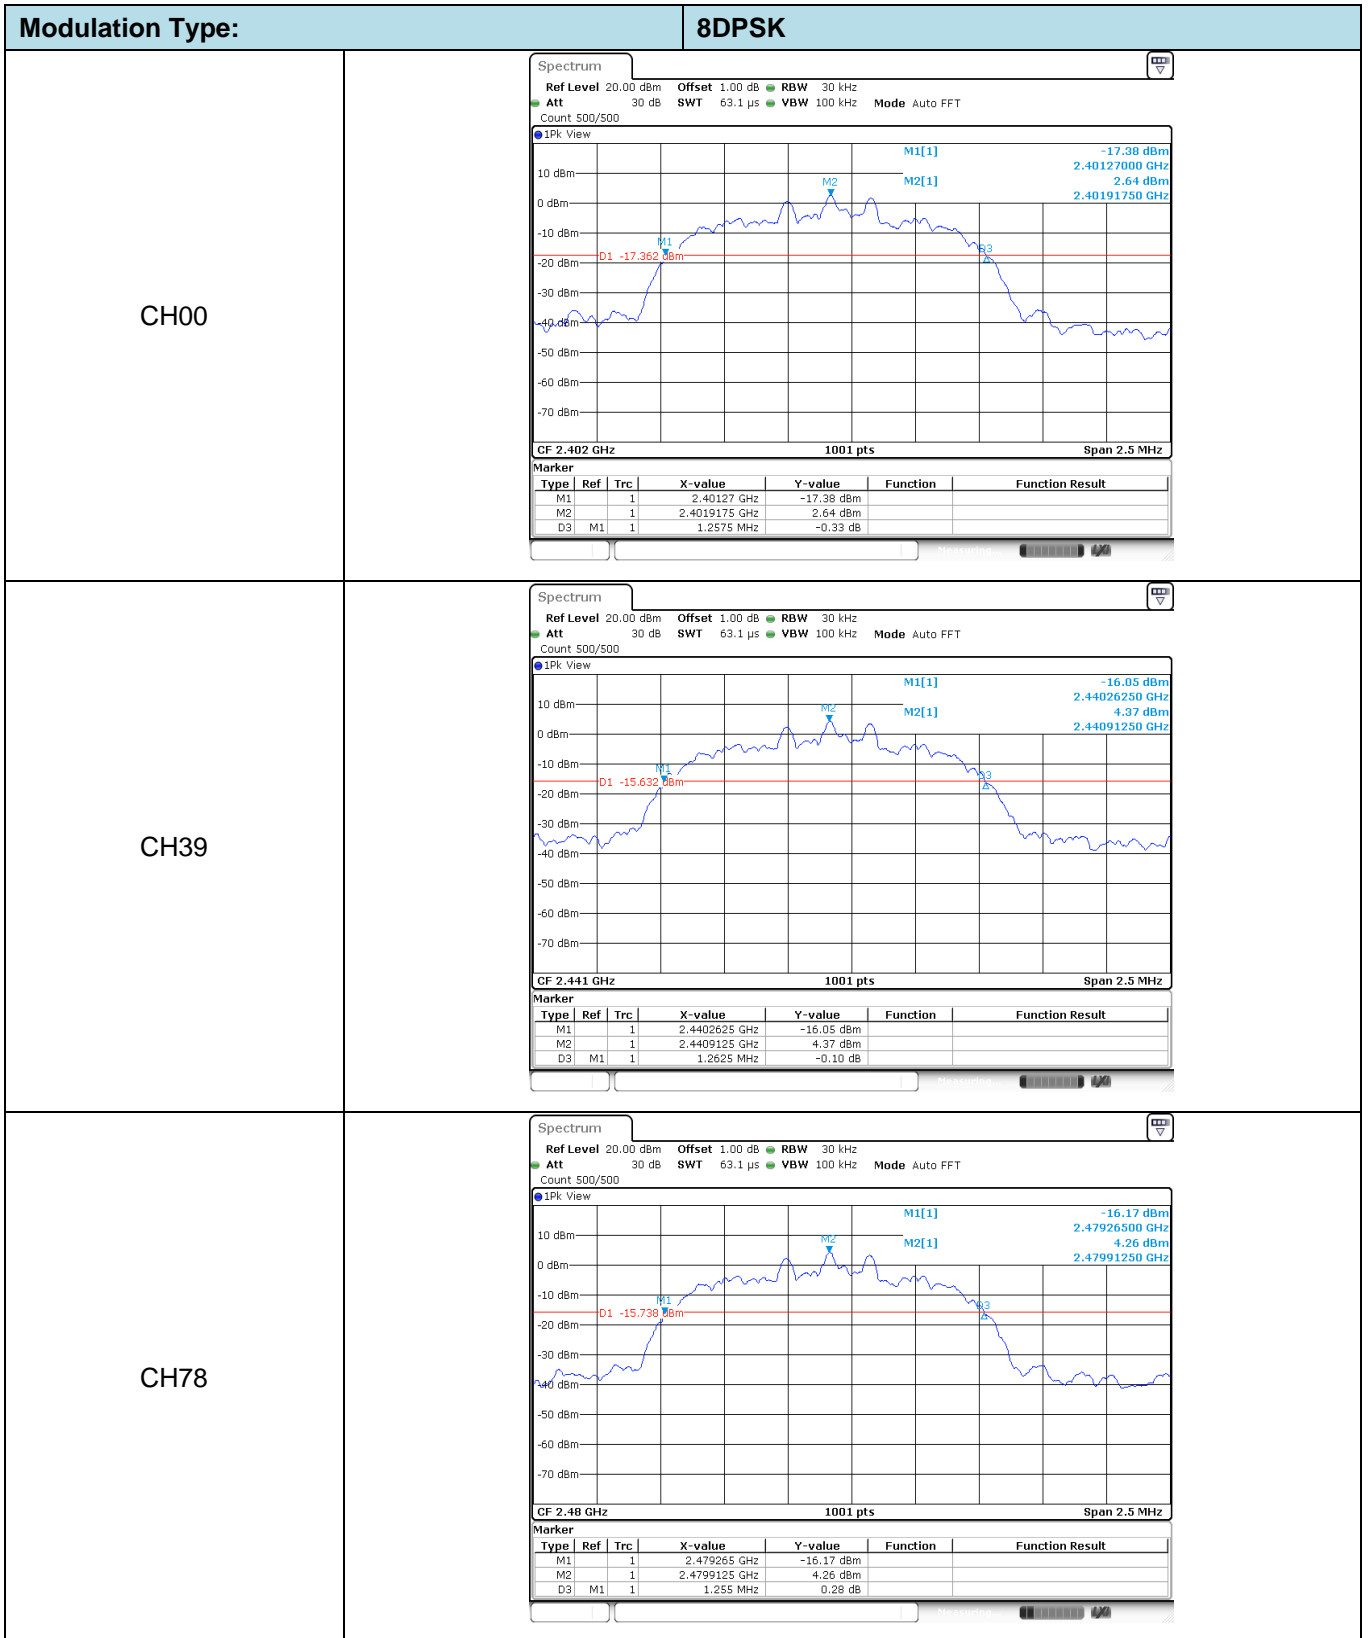 Modulation Type: 8DPSK
CH00
Spectrum
Ref Level 20.00 dBm Offset 1.00 dB RBW 30 kHz
Att 30 dB SWT 63.1 µs VBW 100 kHz Mode Auto FFT
Count 500/500
1Pk View
M1[1] -17.38 dBm
2.40127000 GHz
M2[1] 2.64 dBm
2.40191750 GHz
10 dBm
M2
0 dBm
-10 dBm
M1
D3
D1 -17.362 dBm
-20 dBm
-30 dBm
-40 dBm
-50 dBm
-60 dBm
-70 dBm
CF 2.402 GHz 1001 pts Span 2.5 MHz
Marker
Type Ref Trc X-value Y-value Function Function Result
M1 1 2.40127 GHz -17.38 dBm
M2 1 2.4019175 GHz 2.64 dBm
D3 M1 1 1.2575 MHz -0.33 dB
Measuring
LXI
CH39
Spectrum
Ref Level 20.00 dBm Offset 1.00 dB RBW 30 kHz
Att 30 dB SWT 63.1 µs VBW 100 kHz Mode Auto FFT
Count 500/500
1Pk View
M1[1] -16.05 dBm
2.44026250 GHz
M2[1] 4.37 dBm
2.44091250 GHz
10 dBm
M2
0 dBm
-10 dBm
M1
D3
D1 -15.632 dBm
-20 dBm
-30 dBm
-40 dBm
-50 dBm
-60 dBm
-70 dBm
CF 2.441 GHz 1001 pts Span 2.5 MHz
Marker
Type Ref Trc X-value Y-value Function Function Result
M1 1 2.4402625 GHz -16.05 dBm
M2 1 2.4409125 GHz 4.37 dBm
D3 M1 1 1.2625 MHz -0.10 dB
Measuring
LXI
CH78
Spectrum
Ref Level 20.00 dBm Offset 1.00 dB RBW 30 kHz
Att 30 dB SWT 63.1 µs VBW 100 kHz Mode Auto FFT
Count 500/500
1Pk View
M1[1] -16.17 dBm
2.47926500 GHz
M2[1] 4.26 dBm
2.47991250 GHz
10 dBm
M2
0 dBm
-10 dBm
M1
D3
D1 -15.738 dBm
-20 dBm
-30 dBm
-40 dBm
-50 dBm
-60 dBm
-70 dBm
CF 2.48 GHz 1001 pts Span 2.5 MHz
Marker
Type Ref Trc X-value Y-value Function Function Result
M1 1 2.479265 GHz -16.17 dBm
M2 1 2.4799125 GHz 4.26 dBm
D3 M1 1 1.255 MHz 0.28 dB
Measuring
LXI